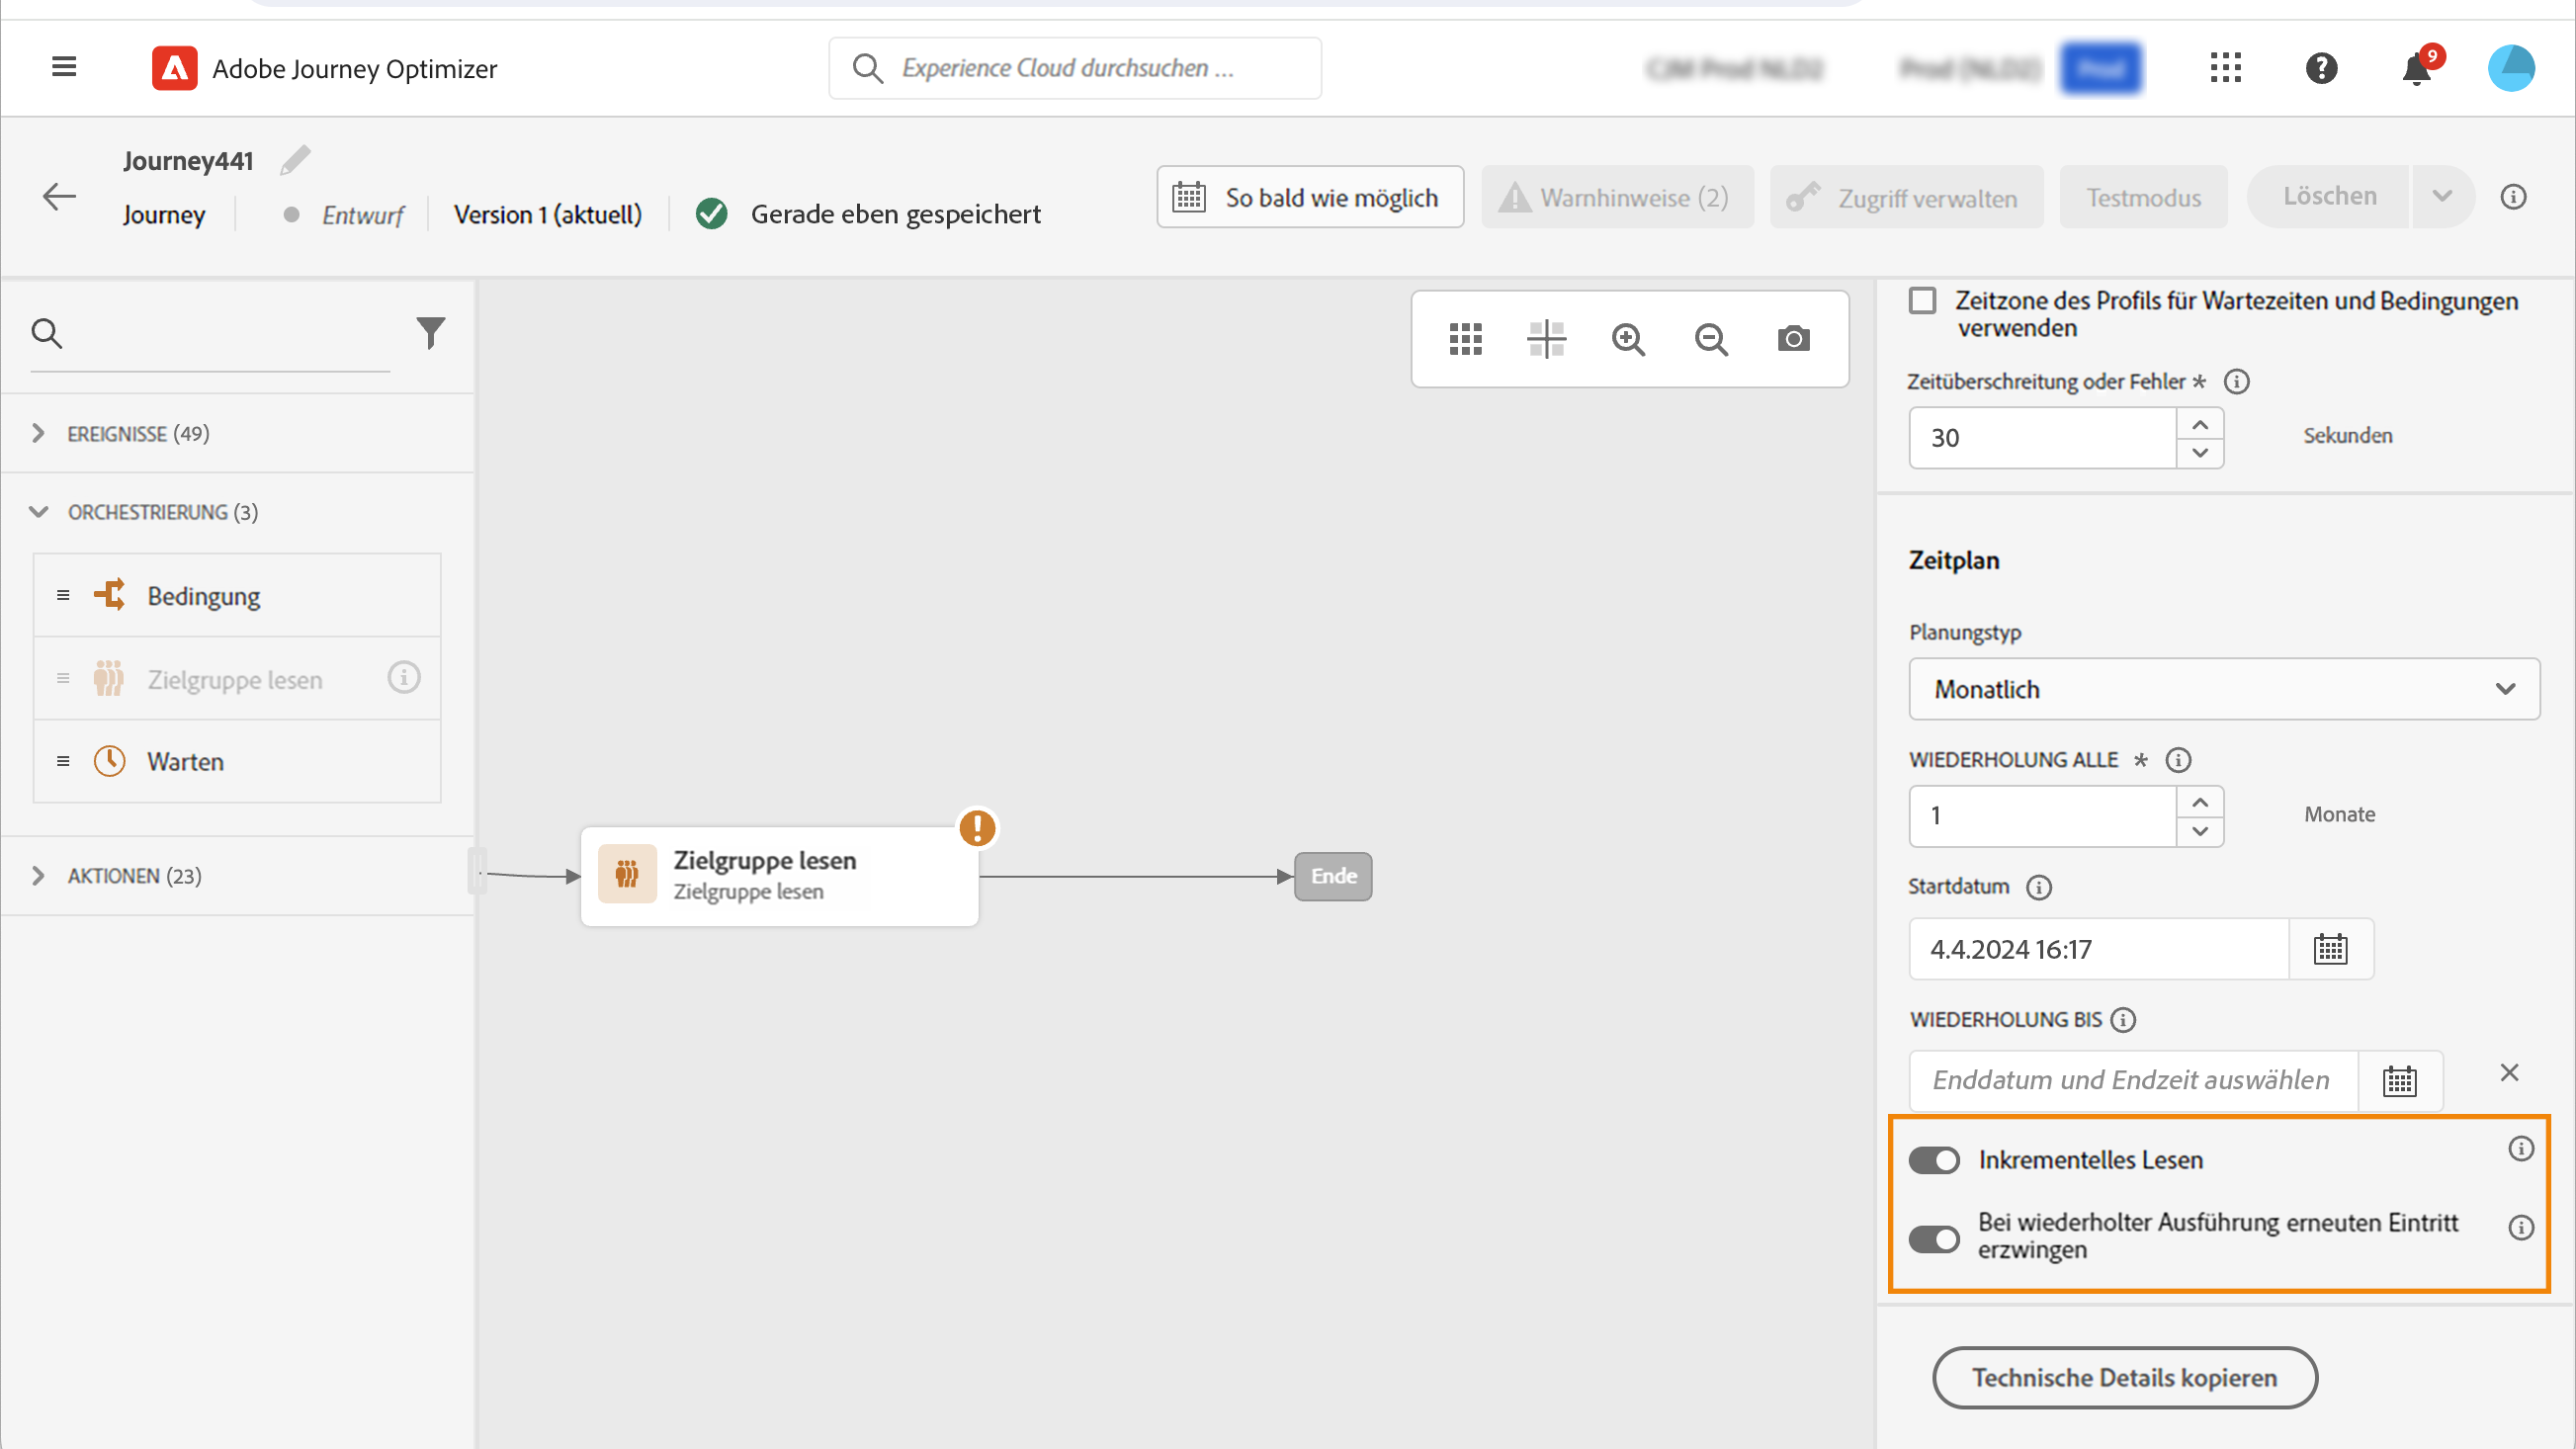 Adobe Journey Optimizer
Experience Cloud durchsuchen ...
9
Journey441
Journey
Entwurf
Version 1 (aktuell)
Gerade eben gespeichert
So bald wie möglich
Warnhinweise (2)
Zugriff verwalten
Testmodus
Löschen
EREIGNISSE (49)
ORCHESTRIERUNG (3)
Bedingung
Zielgruppe lesen
Warten
AKTIONEN (23)
Zielgruppe lesen
Zielgruppe lesen
Ende
Zeitzone des Profils für Wartezeiten und Bedingungen
verwenden
Zeitüberschreitung oder Fehler *
30
Sekunden
Zeitplan
Planungstyp
Monatlich
WIEDERHOLUNG ALLE *
1
Monate
Startdatum
4.4.2024 16:17
WIEDERHOLUNG BIS
Enddatum und Endzeit auswählen
Inkrementelles Lesen
Bei wiederholter Ausführung erneuten Eintritt
erzwingen
Technische Details kopieren